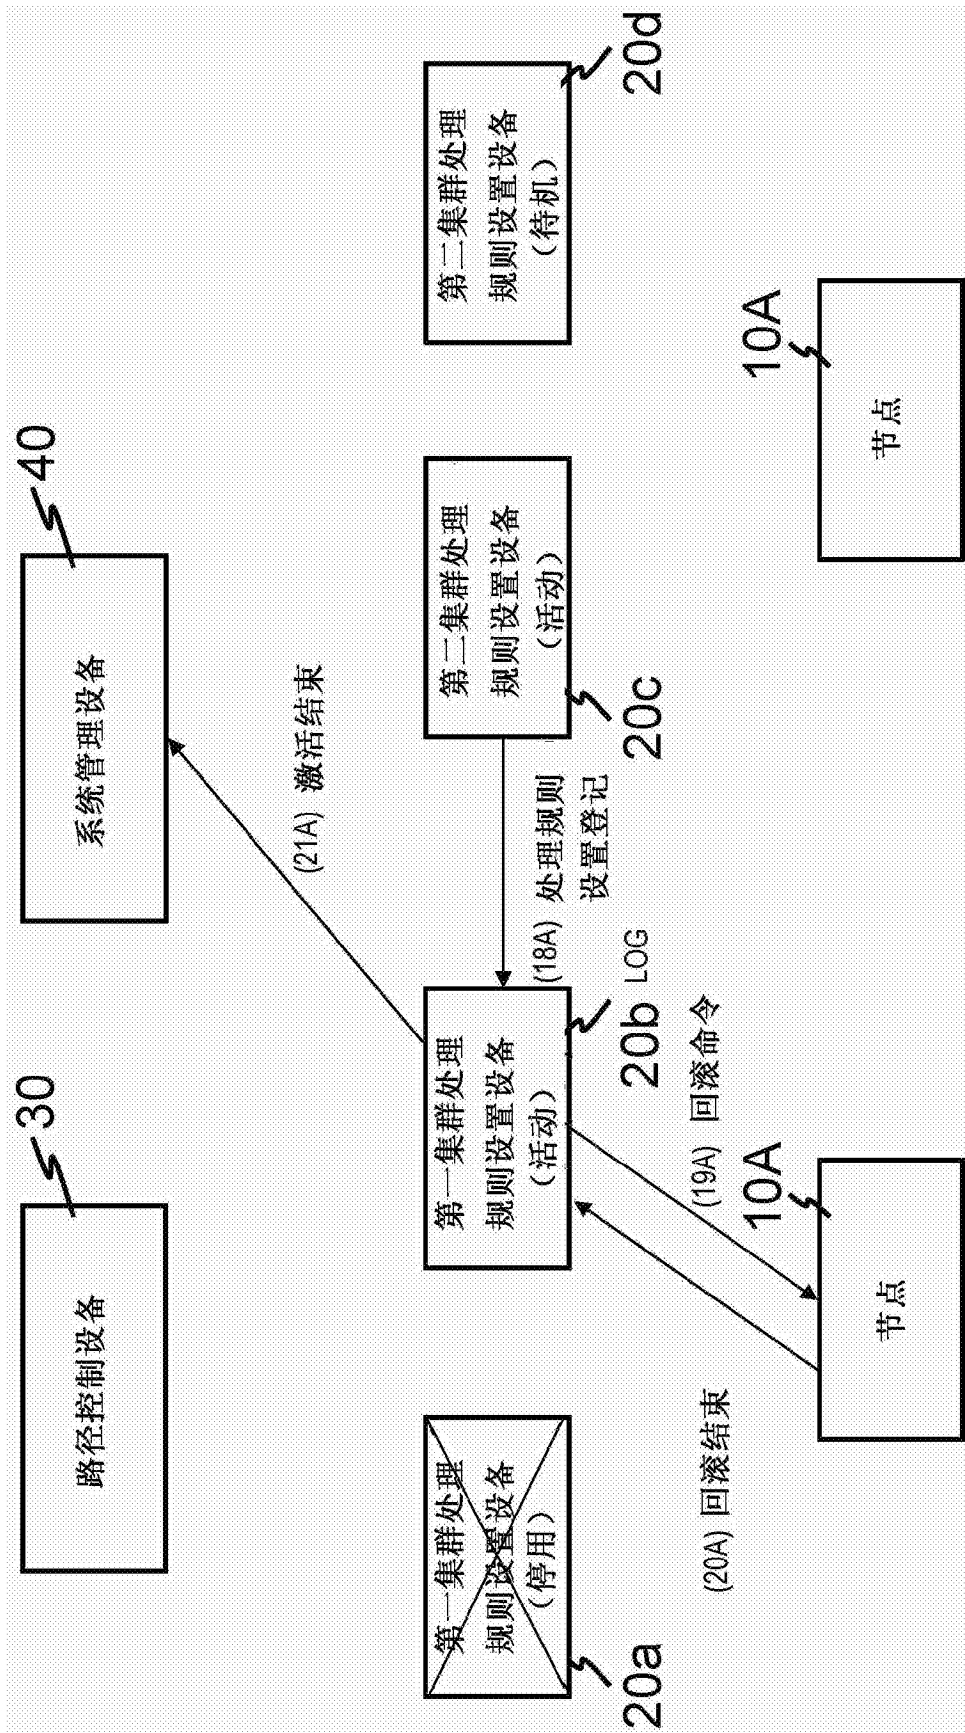 30
路径控制设备
40
系统管理设备
(21A) 激活结束
第一集群处理
规则设置设备
(停用)
20a
第一集群处理
规则设置设备
(活动)
20b
LOG
(18A) 处理规则
设置登记
第二集群处理
规则设置设备
(活动)
20c
第二集群处理
规则设置设备
(待机)
20d
(19A) 回滚命令
(20A) 回滚结束
10A
节点
10A
节点